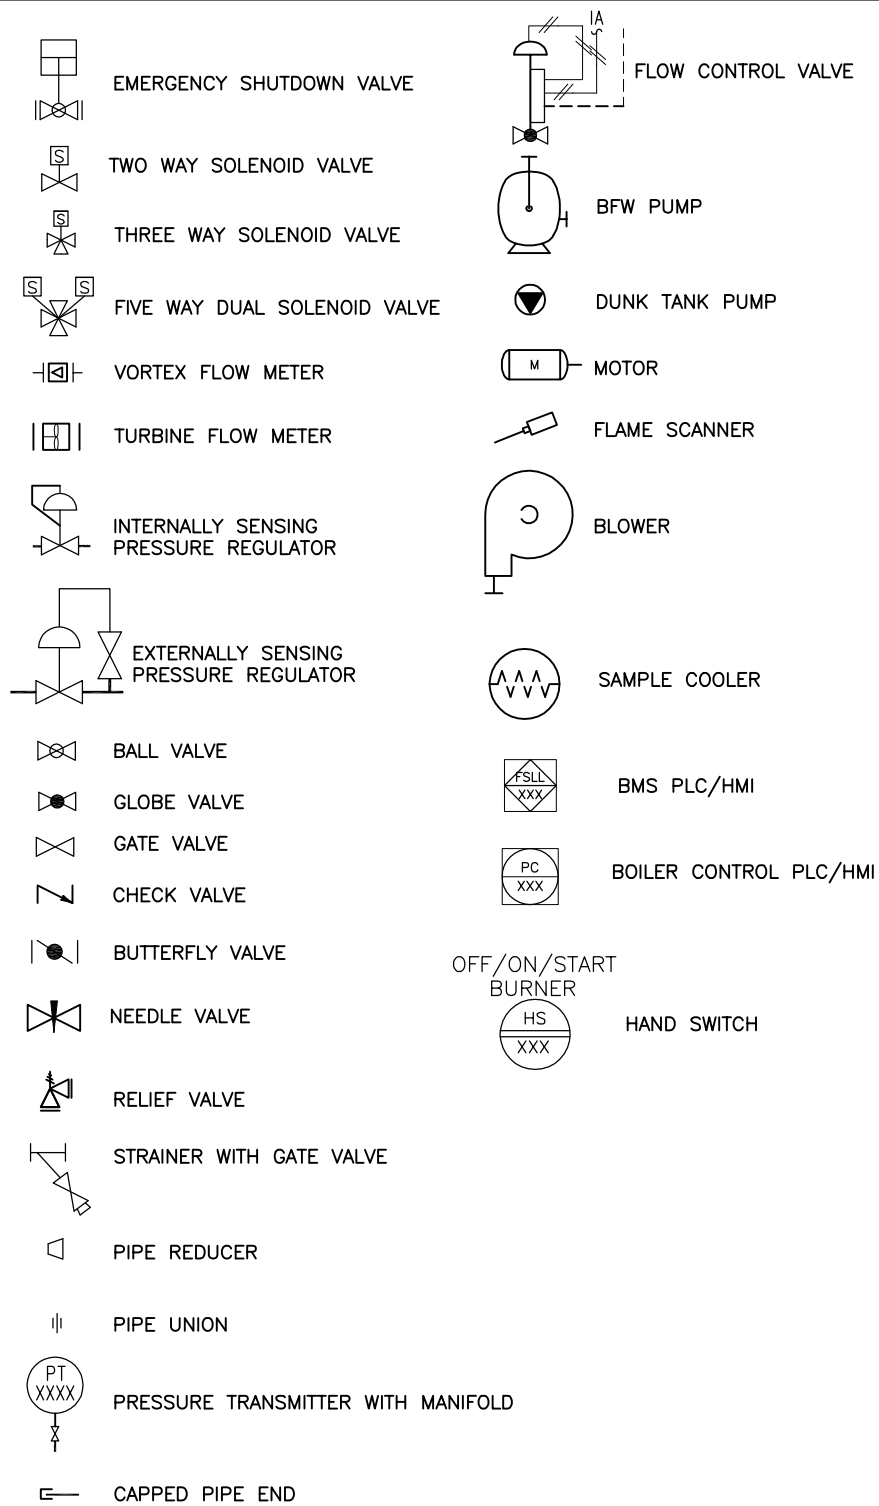 EMERGENCY SHUTDOWN VALVE
S
TWO WAY SOLENOID VALVE
S
THREE WAY SOLENOID VALVE
S S
FIVE WAY DUAL SOLENOID VALVE
VORTEX FLOW METER
TURBINE FLOW METER
INTERNALLY SENSING
PRESSURE REGULATOR
EXTERNALLY SENSING
PRESSURE REGULATOR
BALL VALVE
GLOBE VALVE
GATE VALVE
CHECK VALVE
BUTTERFLY VALVE
NEEDLE VALVE
RELIEF VALVE
STRAINER WITH GATE VALVE
PIPE REDUCER
PIPE UNION
PT
XXXX
PRESSURE TRANSMITTER WITH MANIFOLD
CAPPED PIPE END
IA
FLOW CONTROL VALVE
BFW PUMP
DUNK TANK PUMP
M
MOTOR
FLAME SCANNER
BLOWER
SAMPLE COOLER
FSLL
XXX
BMS PLC/HMI
PC
XXX
BOILER CONTROL PLC/HMI
OFF/ON/START
BURNER
HS
XXX
HAND SWITCH